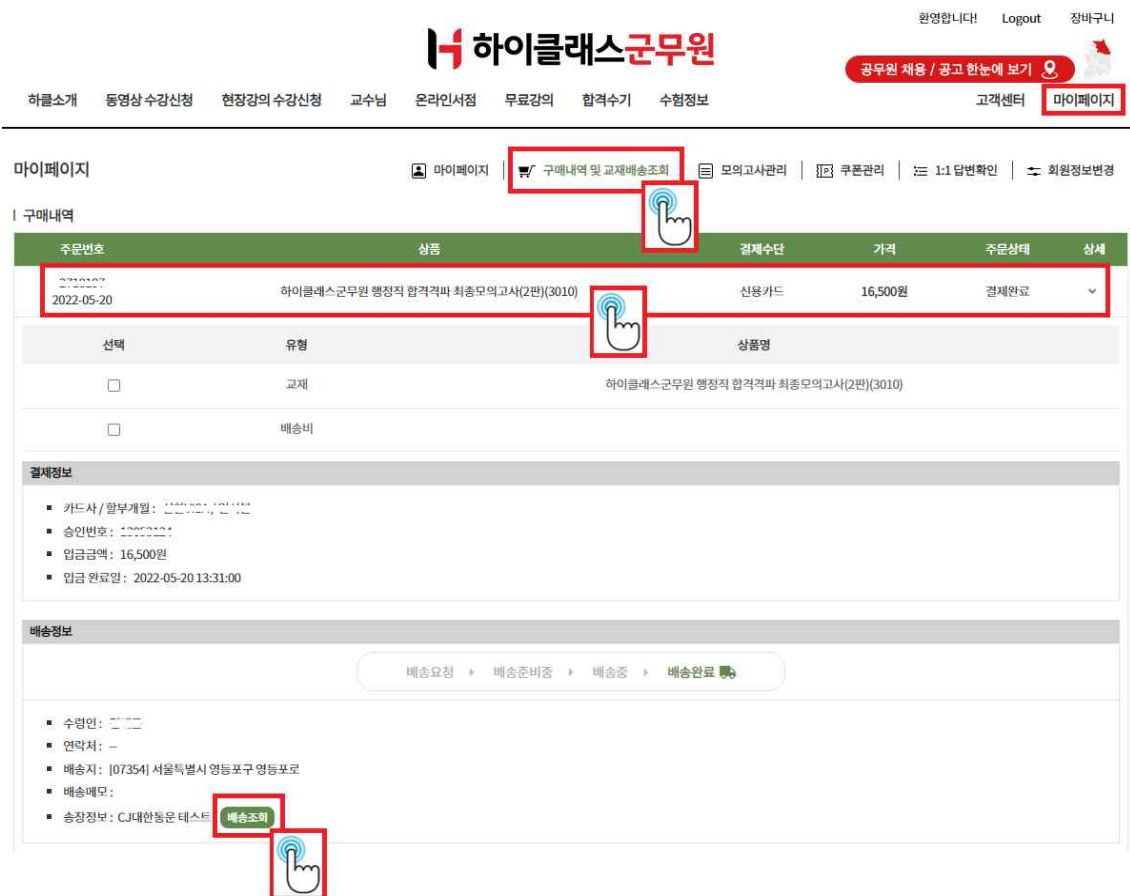 환영합니다! Logout 장바구니
하이클래스군무원
공무원 채용 / 공고 한눈에 보기
하클소개 동영상 수강신청 현장강의 수강신청 교수님 온라인서점 무료강의 합격수기 수험정보 고객센터 마이페이지
마이페이지 마이페이지 구매내역 및 교재배송조회 모의고사관리 쿠폰관리 1:1 답변확인 회원정보변경
구매내역
주문번호 상품 결제수단 가격 주문상태 상세
2022-05-20 하이클래스군무원 행정직 합격격파 최종모의고사(2판)(3010) 신용카드 16,500원 결제완료
선택 유형 상품명
교재 하이클래스군무원 행정직 합격격파 최종모의고사(2판)(3010)
배송비
결제정보
카드사 / 할부개월 :
승인번호 :
입금금액 : 16,500원
입금 완료일 : 2022-05-20 13:31:00
배송정보
배송요청 배송준비중 배송중 배송완료
수령인 :
연락처 : --
배송지 : [07354] 서울특별시 영등포구 영등포로
배송메모 :
송장정보 : CJ대한통운 테스트 배송조회